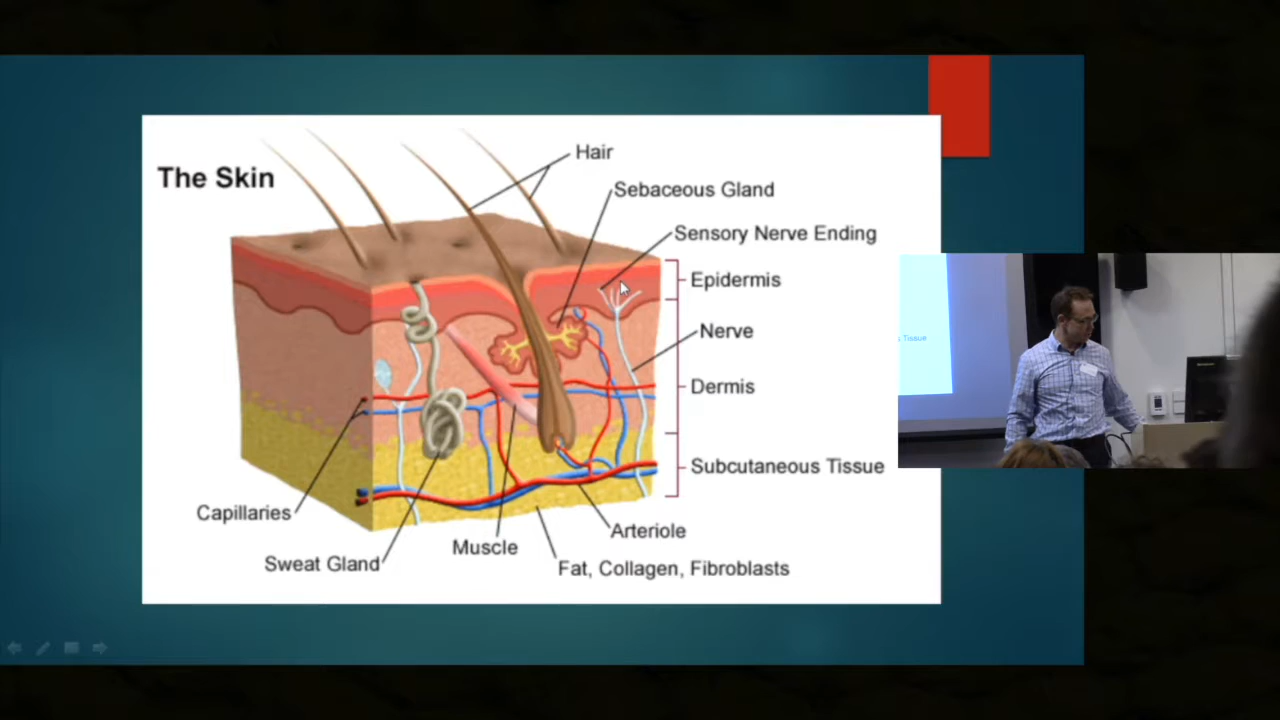 The Skin
Hair
Sebaceous Gland
Sensory Nerve Ending
Epidermis
Nerve
Dermis
Subcutaneous Tissue
Capillaries
Sweat Gland
Muscle
Arteriole
Fat, Collagen, Fibroblasts
Tissue